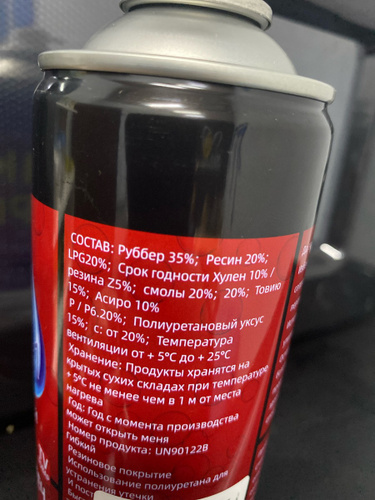 СОСТАВ: Руббер 35%; Ресин 20%;
LPG20%; Срок годности Хулен 10% /
резина Z5%; смолы 20%; 20%; Товию
15%; Асиро 10%
Р / Р6.20%; Полиуретановый уксус
15%; С: от 20%; Температура
вентиляции от + 5°С до + 25°С
Хранение: Продукты хранятся на
крытых сухих складах при температуре
+ 5°С не менее чем в 1 м от места
нагрева
Год: Год с момента производства
может открыть меня
Номер продукта: UN90122B
гибкий
Резиновое покрытие
Использование полиуретана для
устранения утечки
И пост